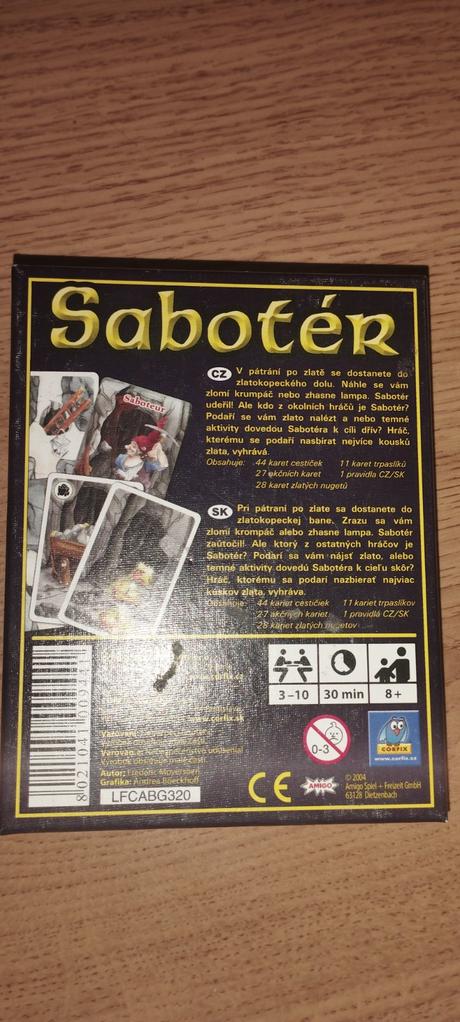 Sabotér
Saboteur
CZ V pátrání po zlatě se dostanete do
zlatokopeckého dolu. Náhle se vám
zlomí krumpáč nebo zhasne lampa. Sabotér
udeřil! Ale kdo z okolních hráčů je Sabotér?
Podaří se vám zlato nalézt a nebo temné
aktivity dovedou Sabotéra k cíli dřív? Hráč,
kterému se podaří nasbírat nejvíce kousků
zlata, vyhrává.
Obsahuje: 44 karet cestiček 11 karet trpaslíků
27 akčních karet 1 pravidla CZ/SK
28 karet zlatých nugetů
SK Pri pátraní po zlate sa dostanete do
zlatokopeckej bane. Zrazu sa vám
zlomí krompáč alebo zhasne lampa. Sabotér
zaútočil! Ale ktorý z ostatných hráčov je
Sabotér? Podarí sa vám nájsť zlato, alebo
temné aktivity dovedú Sabotéra k cieľu skôr?
Hráč, ktorému sa podarí nazbierať najviac
kúskov zlata, vyhráva.
Obsahuje: 44 kariet cestičiek 11 kariet trpaslíkov
27 akčných kariet 1 pravidlá CZ/SK
28 kariet zlatých nugetov
3–10
30 min
8+
www.corfix.sk
0-3
CORFIX
www.corfix.cz
Autor: Frederic Moyersoen
Grafika: Andrea Boeckhoff
LFCABG320
CE
AMIGO
© 2004
Amigo Spiel + Freizeit GmbH
63128 Dietzenbach